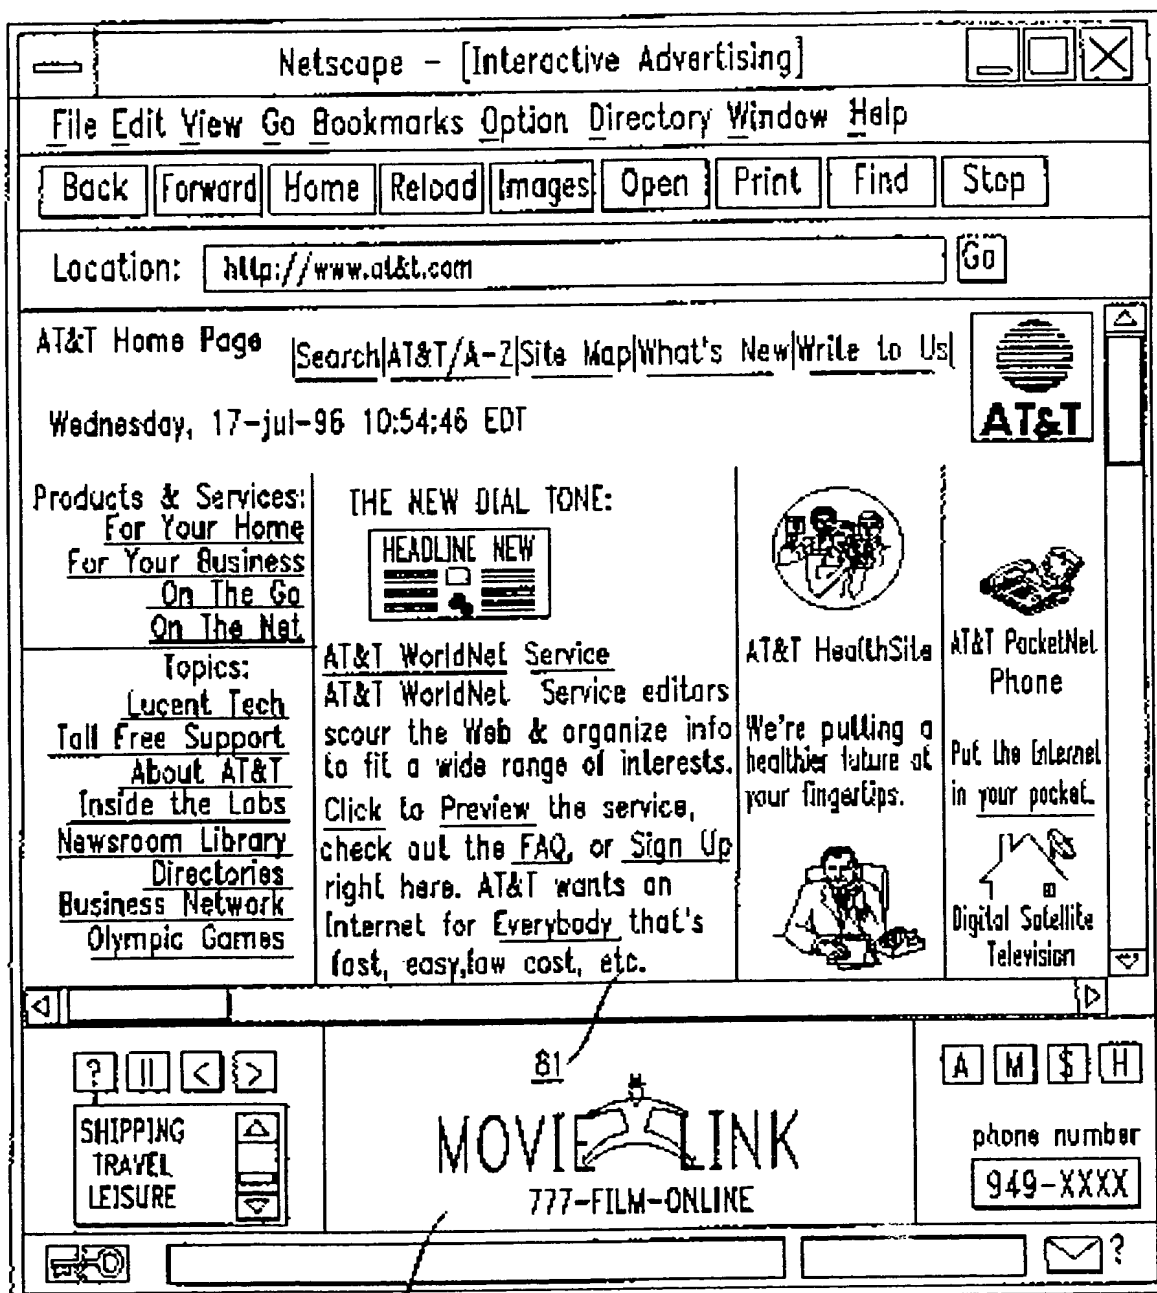 Netscape - [Interactive Advertising]
File Edit View Go Bookmarks Option Directory Window Help
Back Forward Home Reload Images Open Print Find Stop
Location: http://www.at&t.com Go
AT&T Home Page |Search|AT&T/A-Z|Site Map|What's New|Write to Us|
AT&T
Wednesday, 17-jul-96 10:54:46 EDT
Products & Services:
For Your Home
For Your Business
On The Go
On The Net
Topics:
Lucent Tech
Toll Free Support
About AT&T
Inside the Labs
Newsroom Library
Directories
Business Network
Olympic Games
THE NEW DIAL TONE:
HEADLINE NEW
AT&T WorldNet Service
AT&T WorldNet Service editors
scour the Web & organize info
to fit a wide range of interests.
Click to Preview the service,
check out the FAQ, or Sign Up
right here. AT&T wants an
Internet for Everybody that's
fast, easy,low cost, etc.
AT&T HealthSite
We're putting a
healthier future at
your fingertips.
AT&T PocketNet
Phone
Put the Internet
in your pocket.
Digital Satellite
Television
? || < >
SHIPPING
TRAVEL
LEISURE
61
MOVIE LINK
777-FILM-ONLINE
A M $ H
phone number
949-XXXX
?